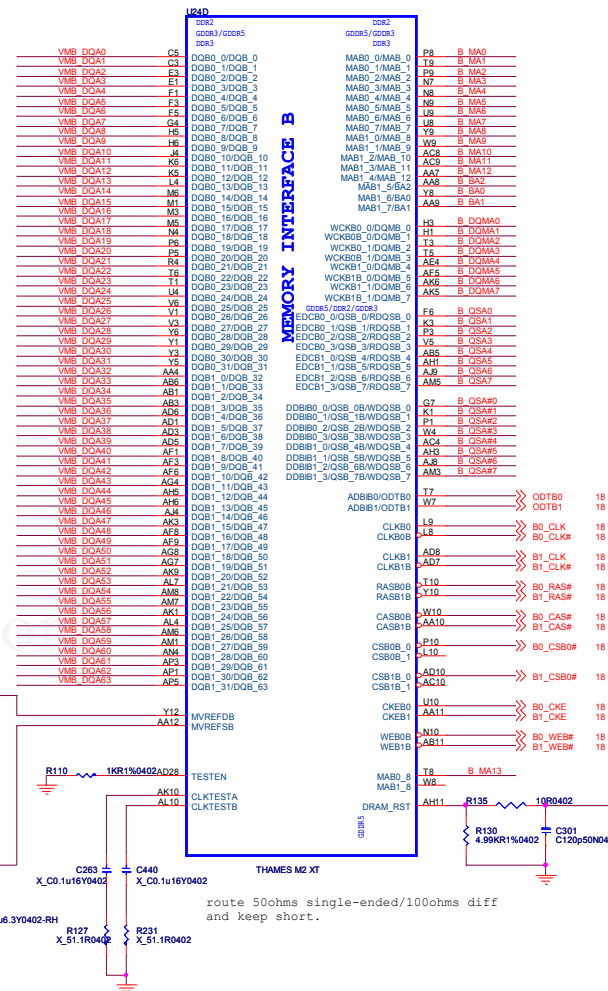 U24D
DDR2
GDDR3/GDDR5
DDR3
DDR2
GDDR5/GDDR3
DDR3
MEMORY INTERFACE B
VMB_DQA0 C5 DQB0_0/DQB_0
VMB_DQA1 C3 DQB0_1/DQB_1
VMB_DQA2 E3 DQB0_2/DQB_2
VMB_DQA3 E1 DQB0_3/DQB_3
VMB_DQA4 F1 DQB0_4/DQB_4
VMB_DQA5 F3 DQB0_5/DQB_5
VMB_DQA6 F5 DQB0_6/DQB_6
VMB_DQA7 G4 DQB0_7/DQB_7
VMB_DQA8 H5 DQB0_8/DQB_8
VMB_DQA9 H6 DQB0_9/DQB_9
VMB_DQA10 J4 DQB0_10/DQB_10
VMB_DQA11 K6 DQB0_11/DQB_11
VMB_DQA12 K5 DQB0_12/DQB_12
VMB_DQA13 L4 DQB0_13/DQB_13
VMB_DQA14 M6 DQB0_14/DQB_14
VMB_DQA15 M1 DQB0_15/DQB_15
VMB_DQA16 M3 DQB0_16/DQB_16
VMB_DQA17 M5 DQB0_17/DQB_17
VMB_DQA18 N4 DQB0_18/DQB_18
VMB_DQA19 P6 DQB0_19/DQB_19
VMB_DQA20 P5 DQB0_20/DQB_20
VMB_DQA21 R4 DQB0_21/DQB_21
VMB_DQA22 T6 DQB0_22/DQB_22
VMB_DQA23 T1 DQB0_23/DQB_23
VMB_DQA24 U4 DQB0_24/DQB_24
VMB_DQA25 V6 DQB0_25/DQB_25
VMB_DQA26 V1 DQB0_26/DQB_26
VMB_DQA27 V3 DQB0_27/DQB_27
VMB_DQA28 Y6 DQB0_28/DQB_28
VMB_DQA29 Y1 DQB0_29/DQB_29
VMB_DQA30 Y3 DQB0_30/DQB_30
VMB_DQA31 Y5 DQB0_31/DQB_31
VMB_DQA32 AA4 DQB1_0/DQB_32
VMB_DQA33 AB6 DQB1_1/DQB_33
VMB_DQA34 AB1 DQB1_2/DQB_34
VMB_DQA35 AB3 DQB1_3/DQB_35
VMB_DQA36 AD6 DQB1_4/DQB_36
VMB_DQA37 AD1 DQB1_5/DQB_37
VMB_DQA38 AD3 DQB1_6/DQB_38
VMB_DQA39 AD5 DQB1_7/DQB_39
VMB_DQA40 AF1 DQB1_8/DQB_40
VMB_DQA41 AF3 DQB1_9/DQB_41
VMB_DQA42 AF6 DQB1_10/DQB_42
VMB_DQA43 AG4 DQB1_11/DQB_43
VMB_DQA44 AH5 DQB1_12/DQB_44
VMB_DQA45 AH6 DQB1_13/DQB_45
VMB_DQA46 AJ4 DQB1_14/DQB_46
VMB_DQA47 AK3 DQB1_15/DQB_47
VMB_DQA48 AF8 DQB1_16/DQB_48
VMB_DQA49 AF9 DQB1_17/DQB_49
VMB_DQA50 AG8 DQB1_18/DQB_50
VMB_DQA51 AG7 DQB1_19/DQB_51
VMB_DQA52 AK9 DQB1_20/DQB_52
VMB_DQA53 AL7 DQB1_21/DQB_53
VMB_DQA54 AM8 DQB1_22/DQB_54
VMB_DQA55 AM7 DQB1_23/DQB_55
VMB_DQA56 AK1 DQB1_24/DQB_56
VMB_DQA57 AL4 DQB1_25/DQB_57
VMB_DQA58 AM6 DQB1_26/DQB_58
VMB_DQA59 AM1 DQB1_27/DQB_59
VMB_DQA60 AN4 DQB1_28/DQB_60
VMB_DQA61 AP3 DQB1_29/DQB_61
VMB_DQA62 AP1 DQB1_30/DQB_62
VMB_DQA63 AP5 DQB1_31/DQB_63
Y12 MVREFDB
AA12 MVREFSB
R110 1KR1%0402 AD28 TESTEN
AK10 CLKTESTA
AL10 CLKTESTB
MAB0_0/MAB_0 P8 B_MA0
MAB0_1/MAB_1 T9 B_MA1
MAB0_2/MAB_2 P9 B_MA2
MAB0_3/MAB_3 N7 B_MA3
MAB0_4/MAB_4 N8 B_MA4
MAB0_5/MAB_5 N9 B_MA5
MAB0_6/MAB_6 U9 B_MA6
MAB0_7/MAB_7 U8 B_MA7
MAB1_0/MAB_8 Y9 B_MA8
MAB1_1/MAB_9 W9 B_MA9
MAB1_2/MAB_10 AC8 B_MA10
MAB1_3/MAB_11 AC9 B_MA11
MAB1_4/MAB_12 AA7 B_MA12
MAB1_5/BA2 AA8 B_BA2
MAB1_6/BA0 Y8 B_BA0
MAB1_7/BA1 AA9 B_BA1
WCKB0_0/DQMB_0 H3 B_DQMA0
WCKB0B_0/DQMB_1 H1 B_DQMA1
WCKB0_1/DQMB_2 T3 B_DQMA2
WCKB0B_1/DQMB_3 T5 B_DQMA3
WCKB1_0/DQMB_4 AE4 B_DQMA4
WCKB1B_0/DQMB_5 AF5 B_DQMA5
WCKB1_1/DQMB_6 AK6 B_DQMA6
WCKB1B_1/DQMB_7 AK5 B_DQMA7
GDDR5/DDR2/GDDR3
EDCB0_0/QSB_0/RDQSB_0 F6 B_QSA0
EDCB0_1/QSB_1/RDQSB_1 K3 B_QSA1
EDCB0_2/QSB_2/RDQSB_2 P3 B_QSA2
EDCB0_3/QSB_3/RDQSB_3 V5 B_QSA3
EDCB1_0/QSB_4/RDQSB_4 AB5 B_QSA4
EDCB1_1/QSB_5/RDQSB_5 AH1 B_QSA5
EDCB1_2/QSB_6/RDQSB_6 AJ9 B_QSA6
EDCB1_3/QSB_7/RDQSB_7 AM5 B_QSA7
DDBIB0_0/QSB_0B/WDQSB_0 G7 B_QSA#0
DDBIB0_1/QSB_1B/WDQSB_1 K1 B_QSA#1
DDBIB0_2/QSB_2B/WDQSB_2 P1 B_QSA#2
DDBIB0_3/QSB_3B/WDQSB_3 W4 B_QSA#3
DDBIB1_0/QSB_4B/WDQSB_4 AC4 B_QSA#4
DDBIB1_1/QSB_5B/WDQSB_5 AH3 B_QSA#5
DDBIB1_2/QSB_6B/WDQSB_6 AJ8 B_QSA#6
DDBIB1_3/QSB_7B/WDQSB_7 AM3 B_QSA#7
ADBIB0/ODTB0 T7 ODTB0 18
ADBIB1/ODTB1 W7 ODTB1 18
CLKB0 L9 B0_CLK 18
CLKB0B L8 B0_CLK# 18
CLKB1 AD8 B1_CLK 18
CLKB1B AD7 B1_CLK# 18
RASB0B T10 B0_RAS# 18
RASB1B Y10 B1_RAS# 18
CASB0B W10 B0_CAS# 18
CASB1B AA10 B1_CAS# 18
CSB0B_0 P10 B0_CSB0# 18
CSB0B_1 L10
CSB1B_0 AD10 B1_CSB0# 18
CSB1B_1 AC10
CKEB0 U10 B0_CKE 18
CKEB1 AA11 B1_CKE 18
WEB0B N10 B0_WEB# 18
WEB1B AB11 B1_WEB# 18
MAB0_8 T8 B_MA13
MAB1_8 W8
DRAM_RST AH11
GDDR5
R135 10R0402
R130
4.99KR1%0402
C301
C120p50N04
THAMES M2 XT
C263
X_C0.1u16Y0402
C440
X_C0.1u16Y0402
u6.3Y0402-RH
R127
X_51.1R0402
R231
X_51.1R0402
route 50ohms single-ended/100ohms diff
and keep short.